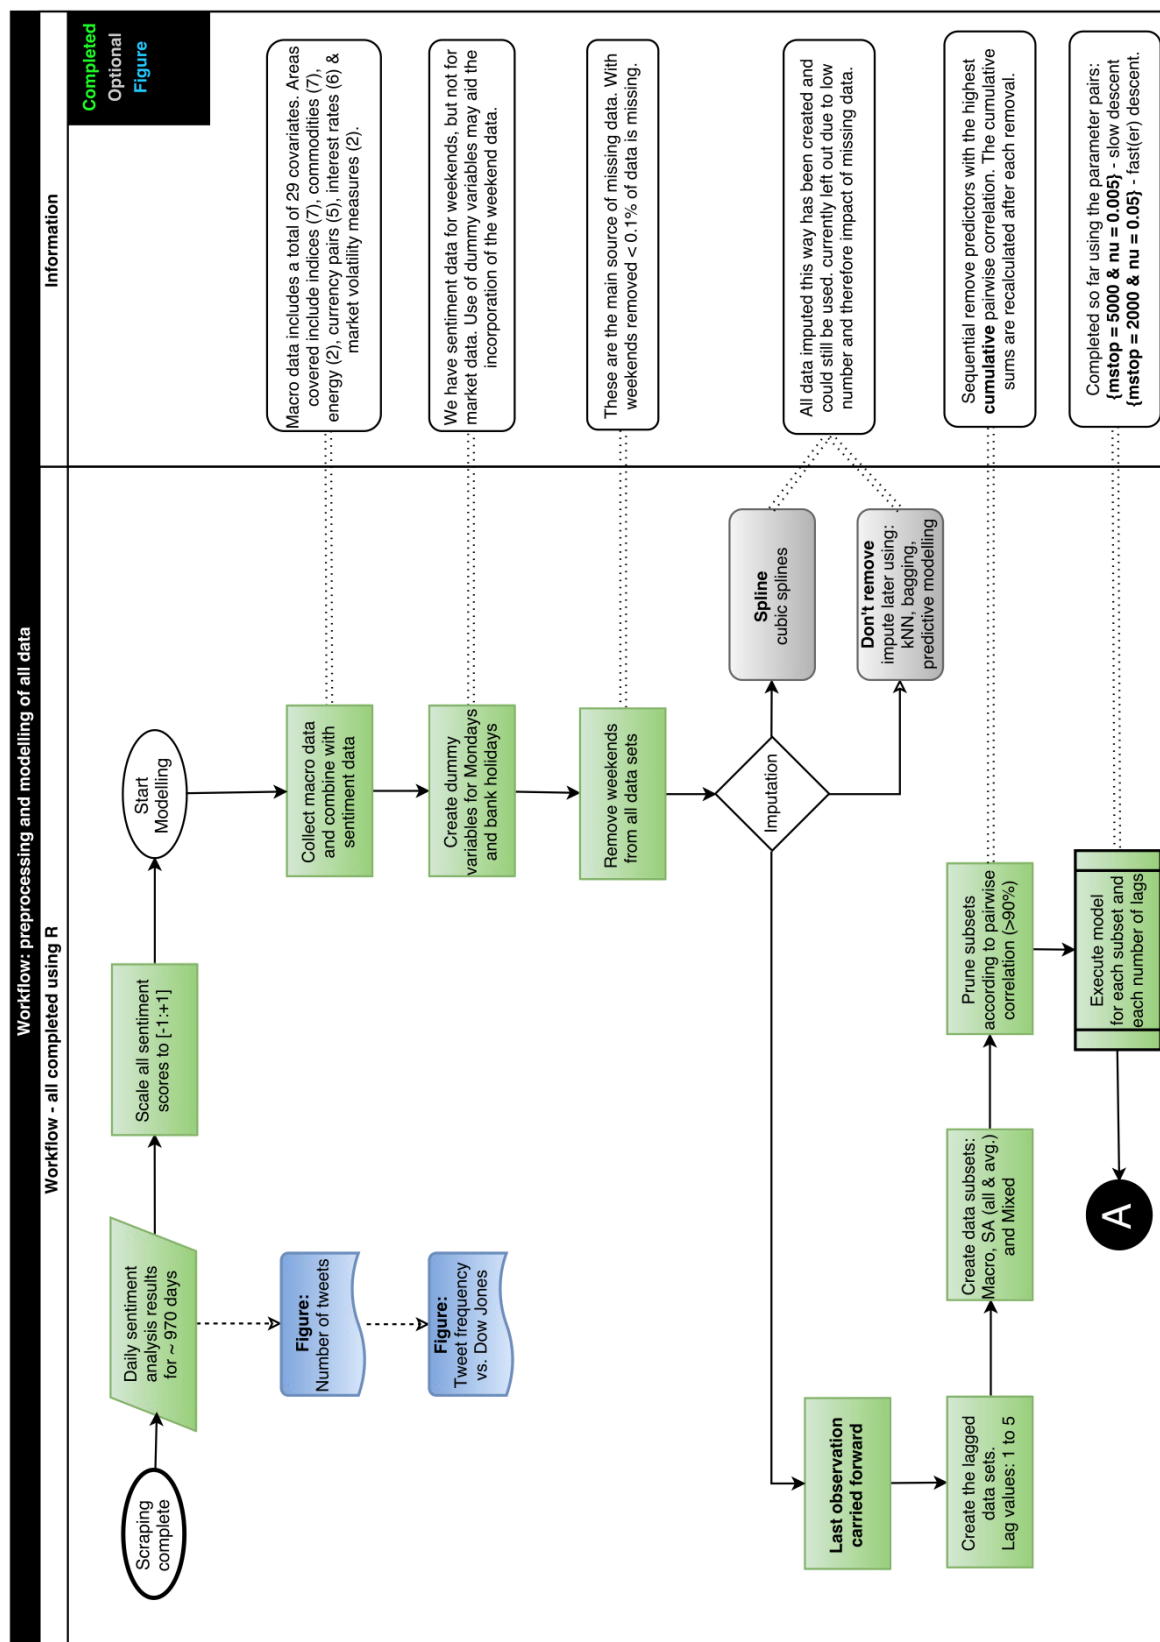 Workflow: preprocessing and modelling of all data
Workflow - all completed using R
Information
Completed
Optional
Figure
Scraping
complete
Daily sentiment
analysis results
for ~ 970 days
Scale all sentiment
scores to [-1:+1]
Start
Modelling
Figure:
Number of tweets
Figure:
Tweet frequency
vs. Dow Jones
Collect macro data
and combine with
sentiment data
Macro data includes a total of 29 covariates. Areas
covered include indices (7), commodities (7),
energy (2), currency pairs (5), interest rates (6) &
market volatility measures (2).
Create dummy
variables for Mondays
and bank holidays
We have sentiment data for weekends, but not for
market data. Use of dummy variables may aid the
incorporation of the weekend data.
Remove weekends
from all data sets
These are the main source of missing data. With
weekends removed < 0.1% of data is missing.
Imputation
Spline
cubic splines
Don't remove
impute later using:
kNN, bagging,
predictive modelling
All data imputed this way has been created and
could still be used. currently left out due to low
number and therefore impact of missing data.
Last observation
carried forward
Create the lagged
data sets.
Lag values: 1 to 5
Create data subsets:
Macro, SA (all & avg.)
and Mixed
Prune subsets
according to pairwise
correlation (>90%)
Sequential remove predictors with the highest
cumulative pairwise correlation. The cumulative
sums are recalculated after each removal.
Execute model
for each subset and
each number of lags
Completed so far using the parameter pairs:
{mstop = 5000 & nu = 0.005} - slow descent
{mstop = 2000 & nu = 0.05} - fast(er) descent.
A